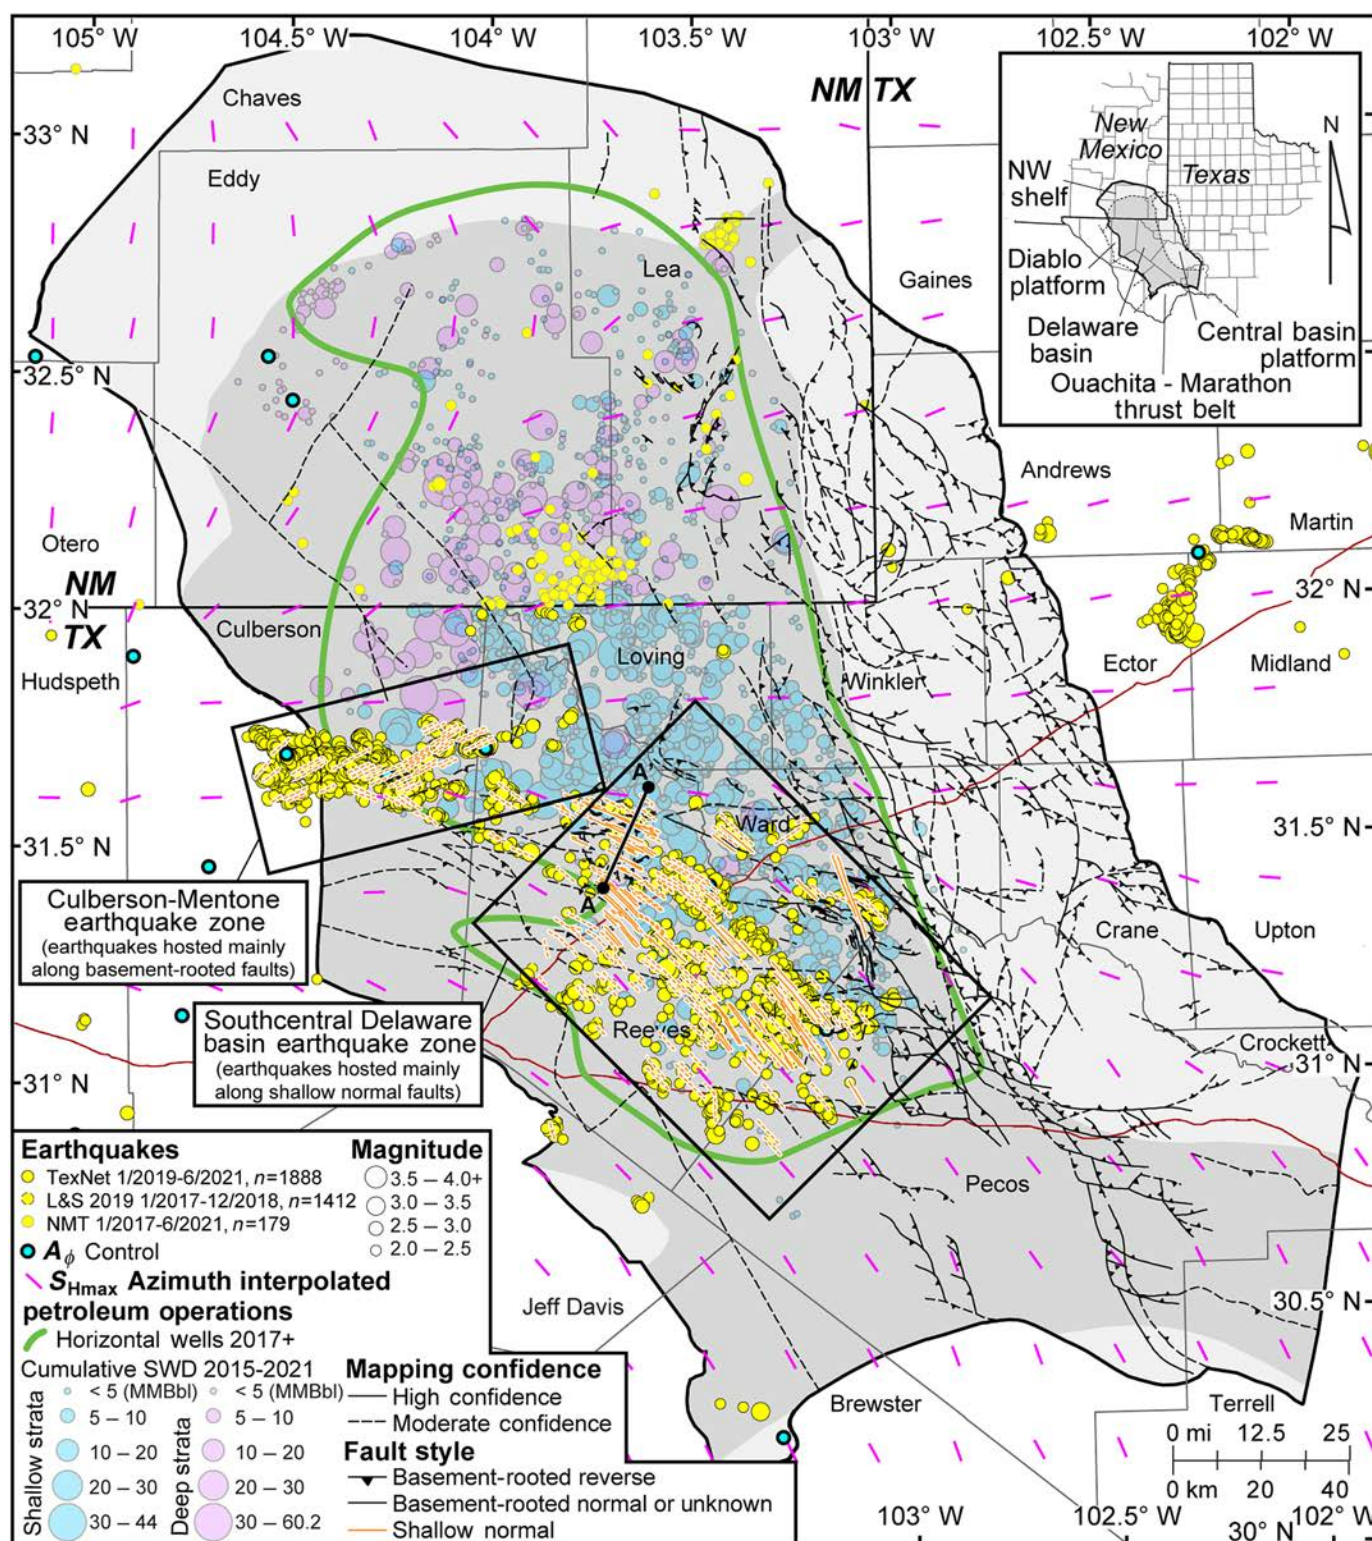 105° W 104.5° W 104° W 103.5° W 103° W 102.5° W 102° W
Chaves
NM TX
33° N
Eddy
Lea
Gaines
New
Mexico
Texas
N
NW
shelf
Diablo
platform
Delaware
basin
Central basin
platform
Ouachita - Marathon
thrust belt
32.5° N
Andrews
Martin
Otero
NM
32° N
TX
Culberson
Hudspeth
Loving
Winkler
Ector
Midland
A'
Ward
31.5° N
31.5° N
A
Culberson-Mentone
earthquake zone
(earthquakes hosted mainly
along basement-rooted faults)
Crane
Upton
Southcentral Delaware
basin earthquake zone
(earthquakes hosted mainly
along shallow normal faults)
Reeves
Crockett
31° N
31° N
Pecos
Jeff Davis
30.5° N
Brewster
Terrell
Earthquakes
TexNet 1/2019-6/2021, n=1888
L&S 2019 1/2017-12/2018, n=1412
NMT 1/2017-6/2021, n=179
Aϕ Control
SHmax Azimuth interpolated
Magnitude
3.5 – 4.0+
3.0 – 3.5
2.5 – 3.0
2.0 – 2.5
petroleum operations
Horizontal wells 2017+
Cumulative SWD 2015-2021
Shallow strata
< 5 (MMBbl)
5 – 10
10 – 20
20 – 30
30 – 44
Deep strata
< 5 (MMBbl)
5 – 10
10 – 20
20 – 30
30 – 60.2
Mapping confidence
High confidence
Moderate confidence
Fault style
Basement-rooted reverse
Basement-rooted normal or unknown
Shallow normal
0 mi 12.5 25
0 km 20 40
103° W 102.5° W 102° W
30° N